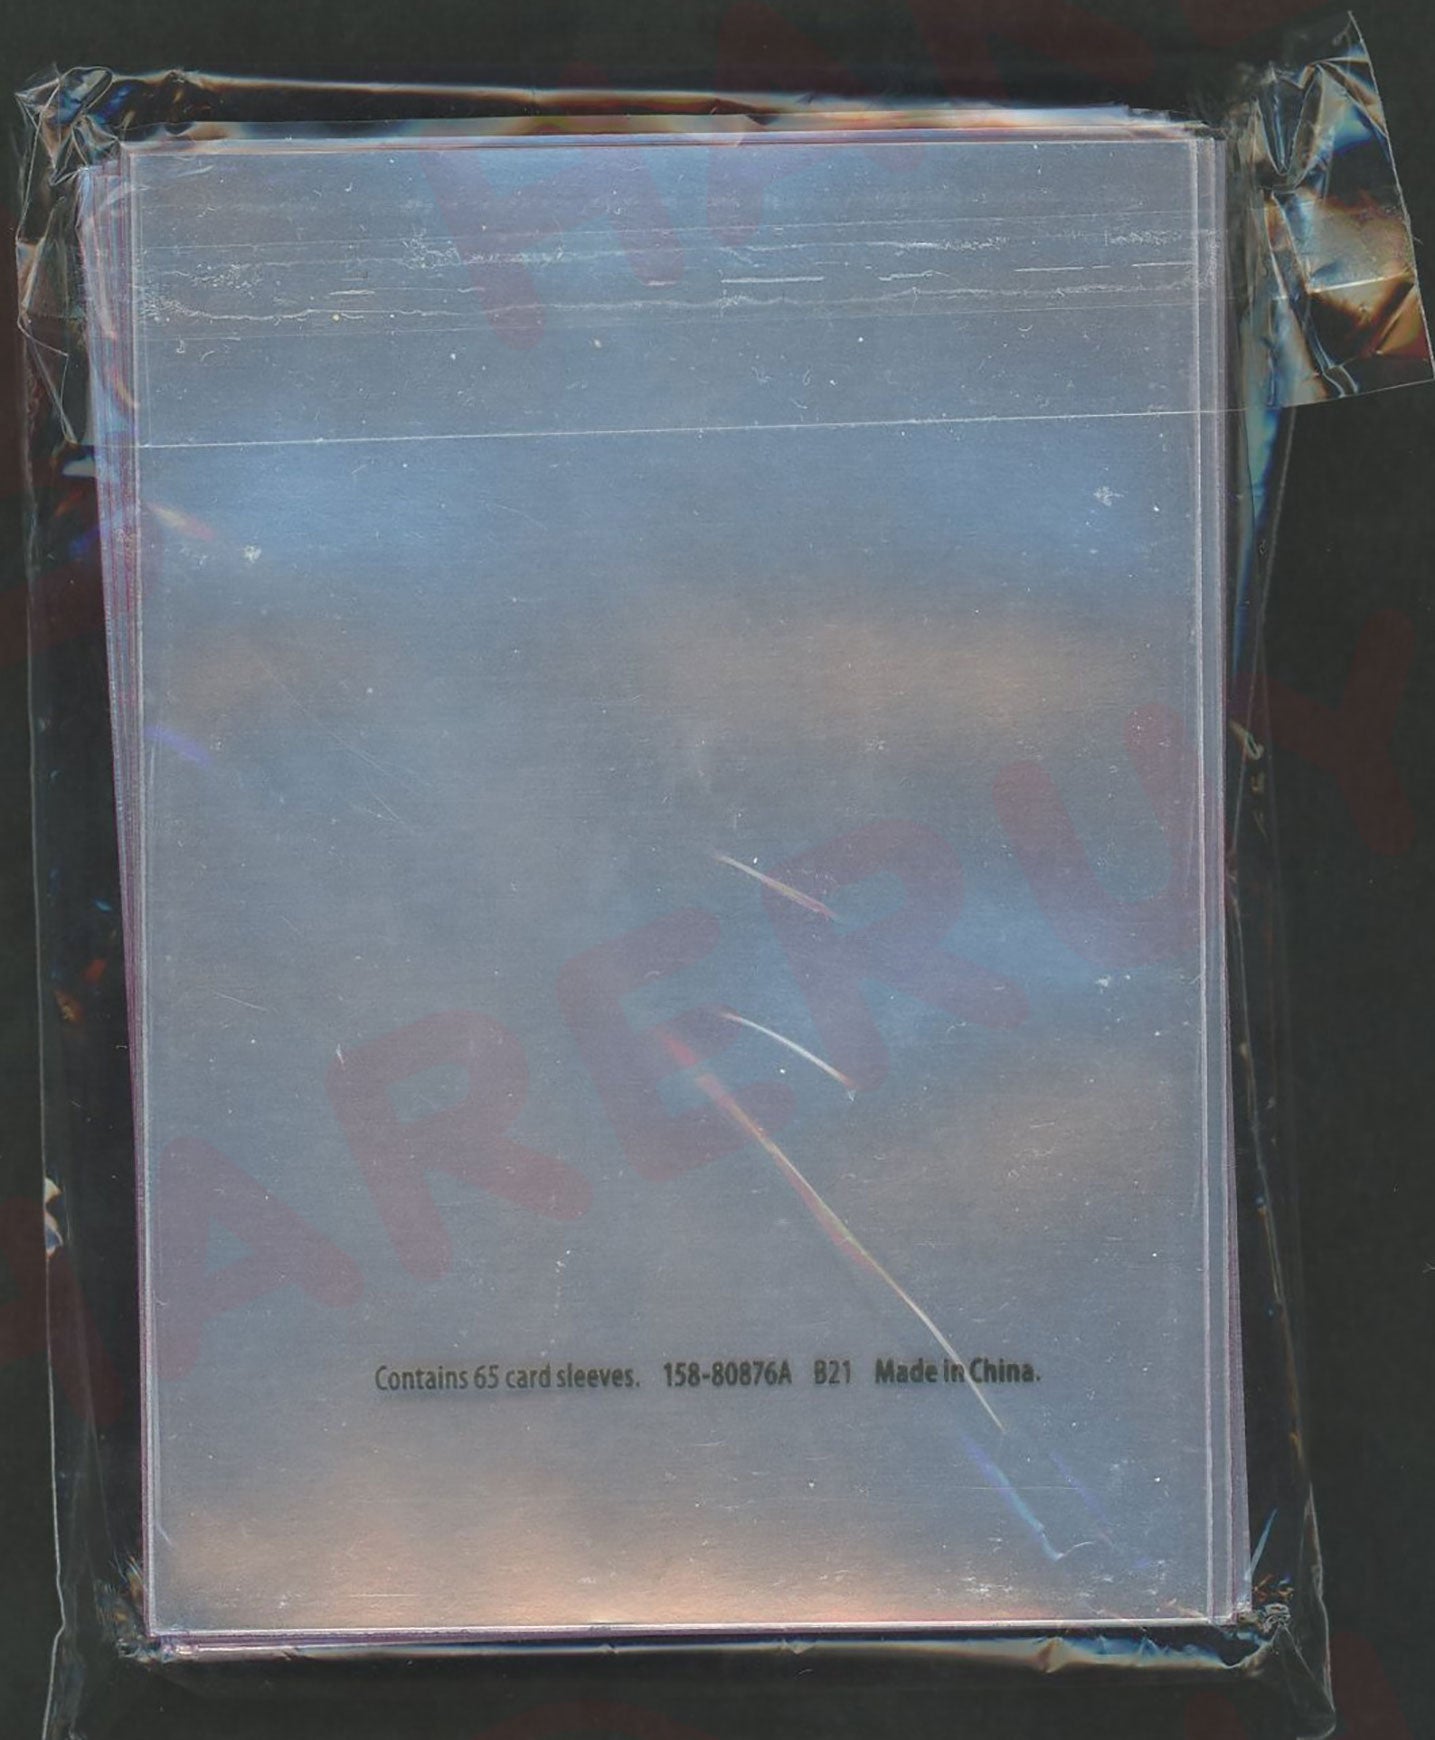 Contains 65 card sleeves. 158-80876A B21 Made in China.